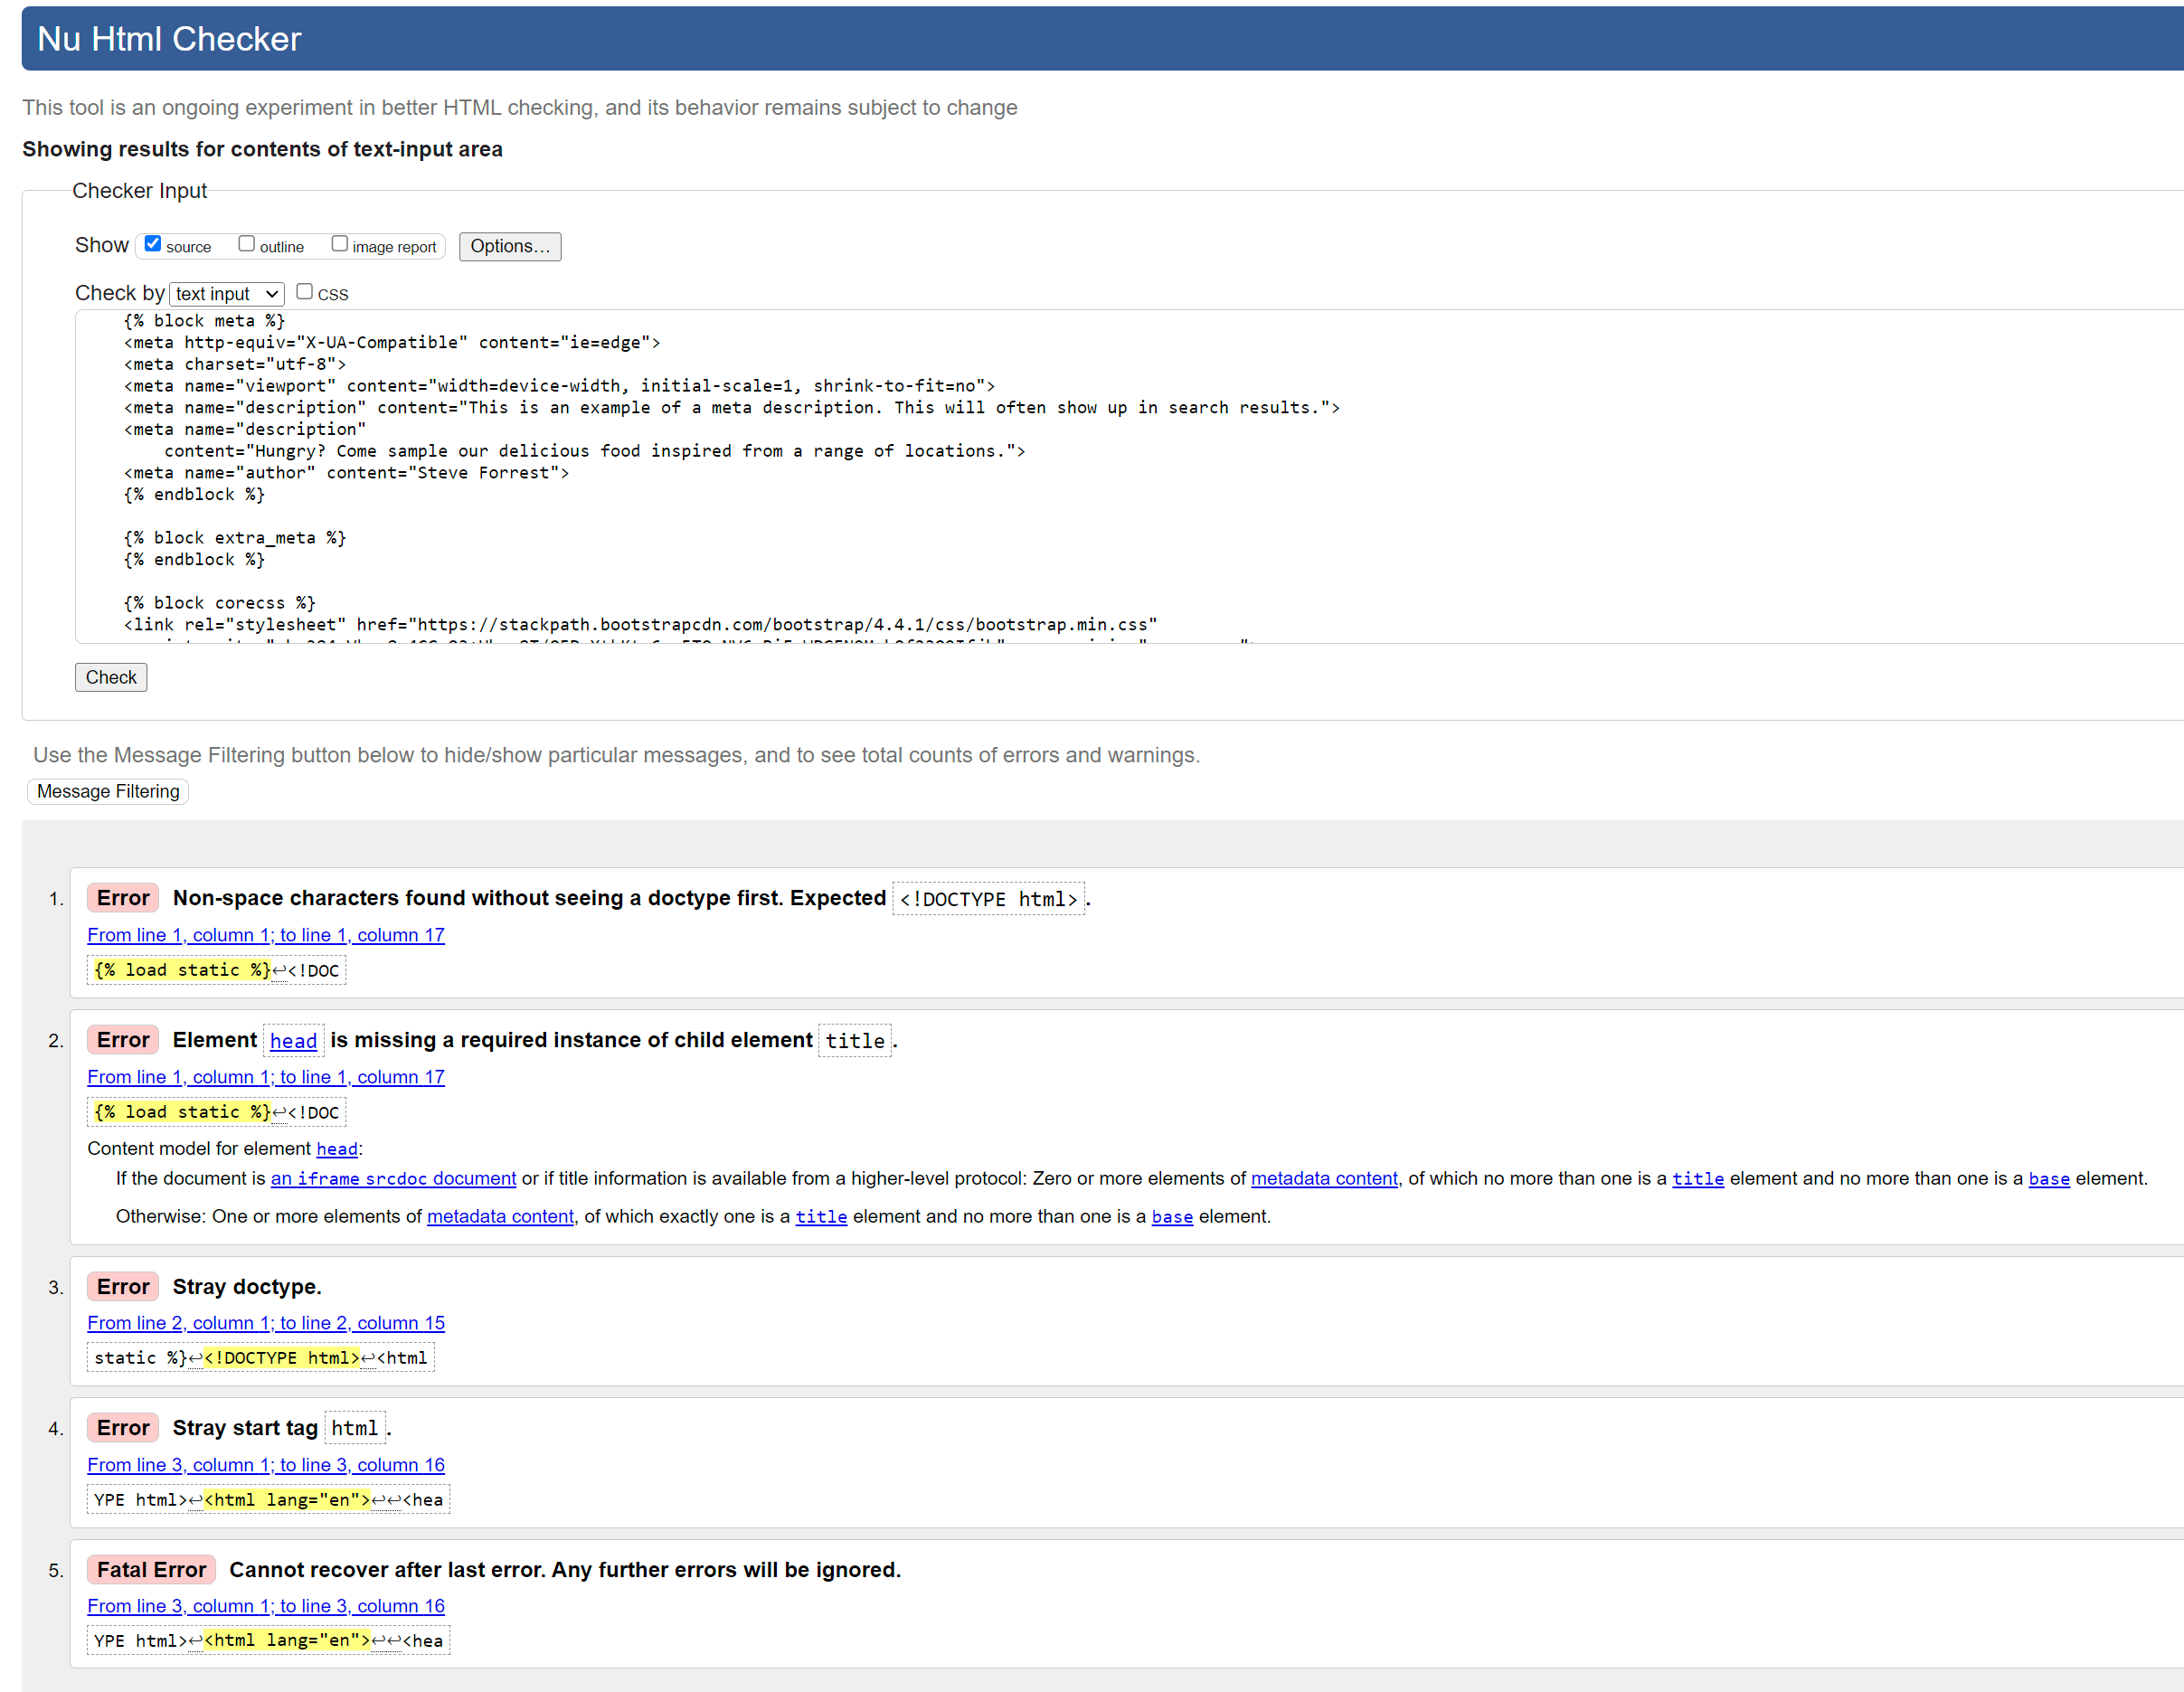 Nu Html Checker
This tool is an ongoing experiment in better HTML checking, and its behavior remains subject to change
Showing results for contents of text-input area
Checker Input
Show source outline image report Options...
Check by text input CSS
{% block meta %}
<meta http-equiv="X-UA-Compatible" content="ie=edge">
<meta charset="utf-8">
<meta name="viewport" content="width=device-width, initial-scale=1, shrink-to-fit=no">
<meta name="description" content="This is an example of a meta description. This will often show up in search results.">
<meta name="description"
content="Hungry? Come sample our delicious food inspired from a range of locations.">
<meta name="author" content="Steve Forrest">
{% endblock %}
{% block extra_meta %}
{% endblock %}
{% block corecss %}
<link rel="stylesheet" href="https://stackpath.bootstrapcdn.com/bootstrap/4.4.1/css/bootstrap.min.css"
Check
Use the Message Filtering button below to hide/show particular messages, and to see total counts of errors and warnings.
Message Filtering
1. Error Non-space characters found without seeing a doctype first. Expected <!DOCTYPE html>.
From line 1, column 1; to line 1, column 17
{% load static %}↩<!DOC
2. Error Element head is missing a required instance of child element title.
From line 1, column 1; to line 1, column 17
{% load static %}↩<!DOC
Content model for element head:
If the document is an iframe srcdoc document or if title information is available from a higher-level protocol: Zero or more elements of metadata content, of which no more than one is a title element and no more than one is a base element.
Otherwise: One or more elements of metadata content, of which exactly one is a title element and no more than one is a base element.
3. Error Stray doctype.
From line 2, column 1; to line 2, column 15
static %}↩<!DOCTYPE html>↩<html
4. Error Stray start tag html.
From line 3, column 1; to line 3, column 16
YPE html>↩<html lang="en">↩↩<hea
5. Fatal Error Cannot recover after last error. Any further errors will be ignored.
From line 3, column 1; to line 3, column 16
YPE html>↩<html lang="en">↩↩<hea